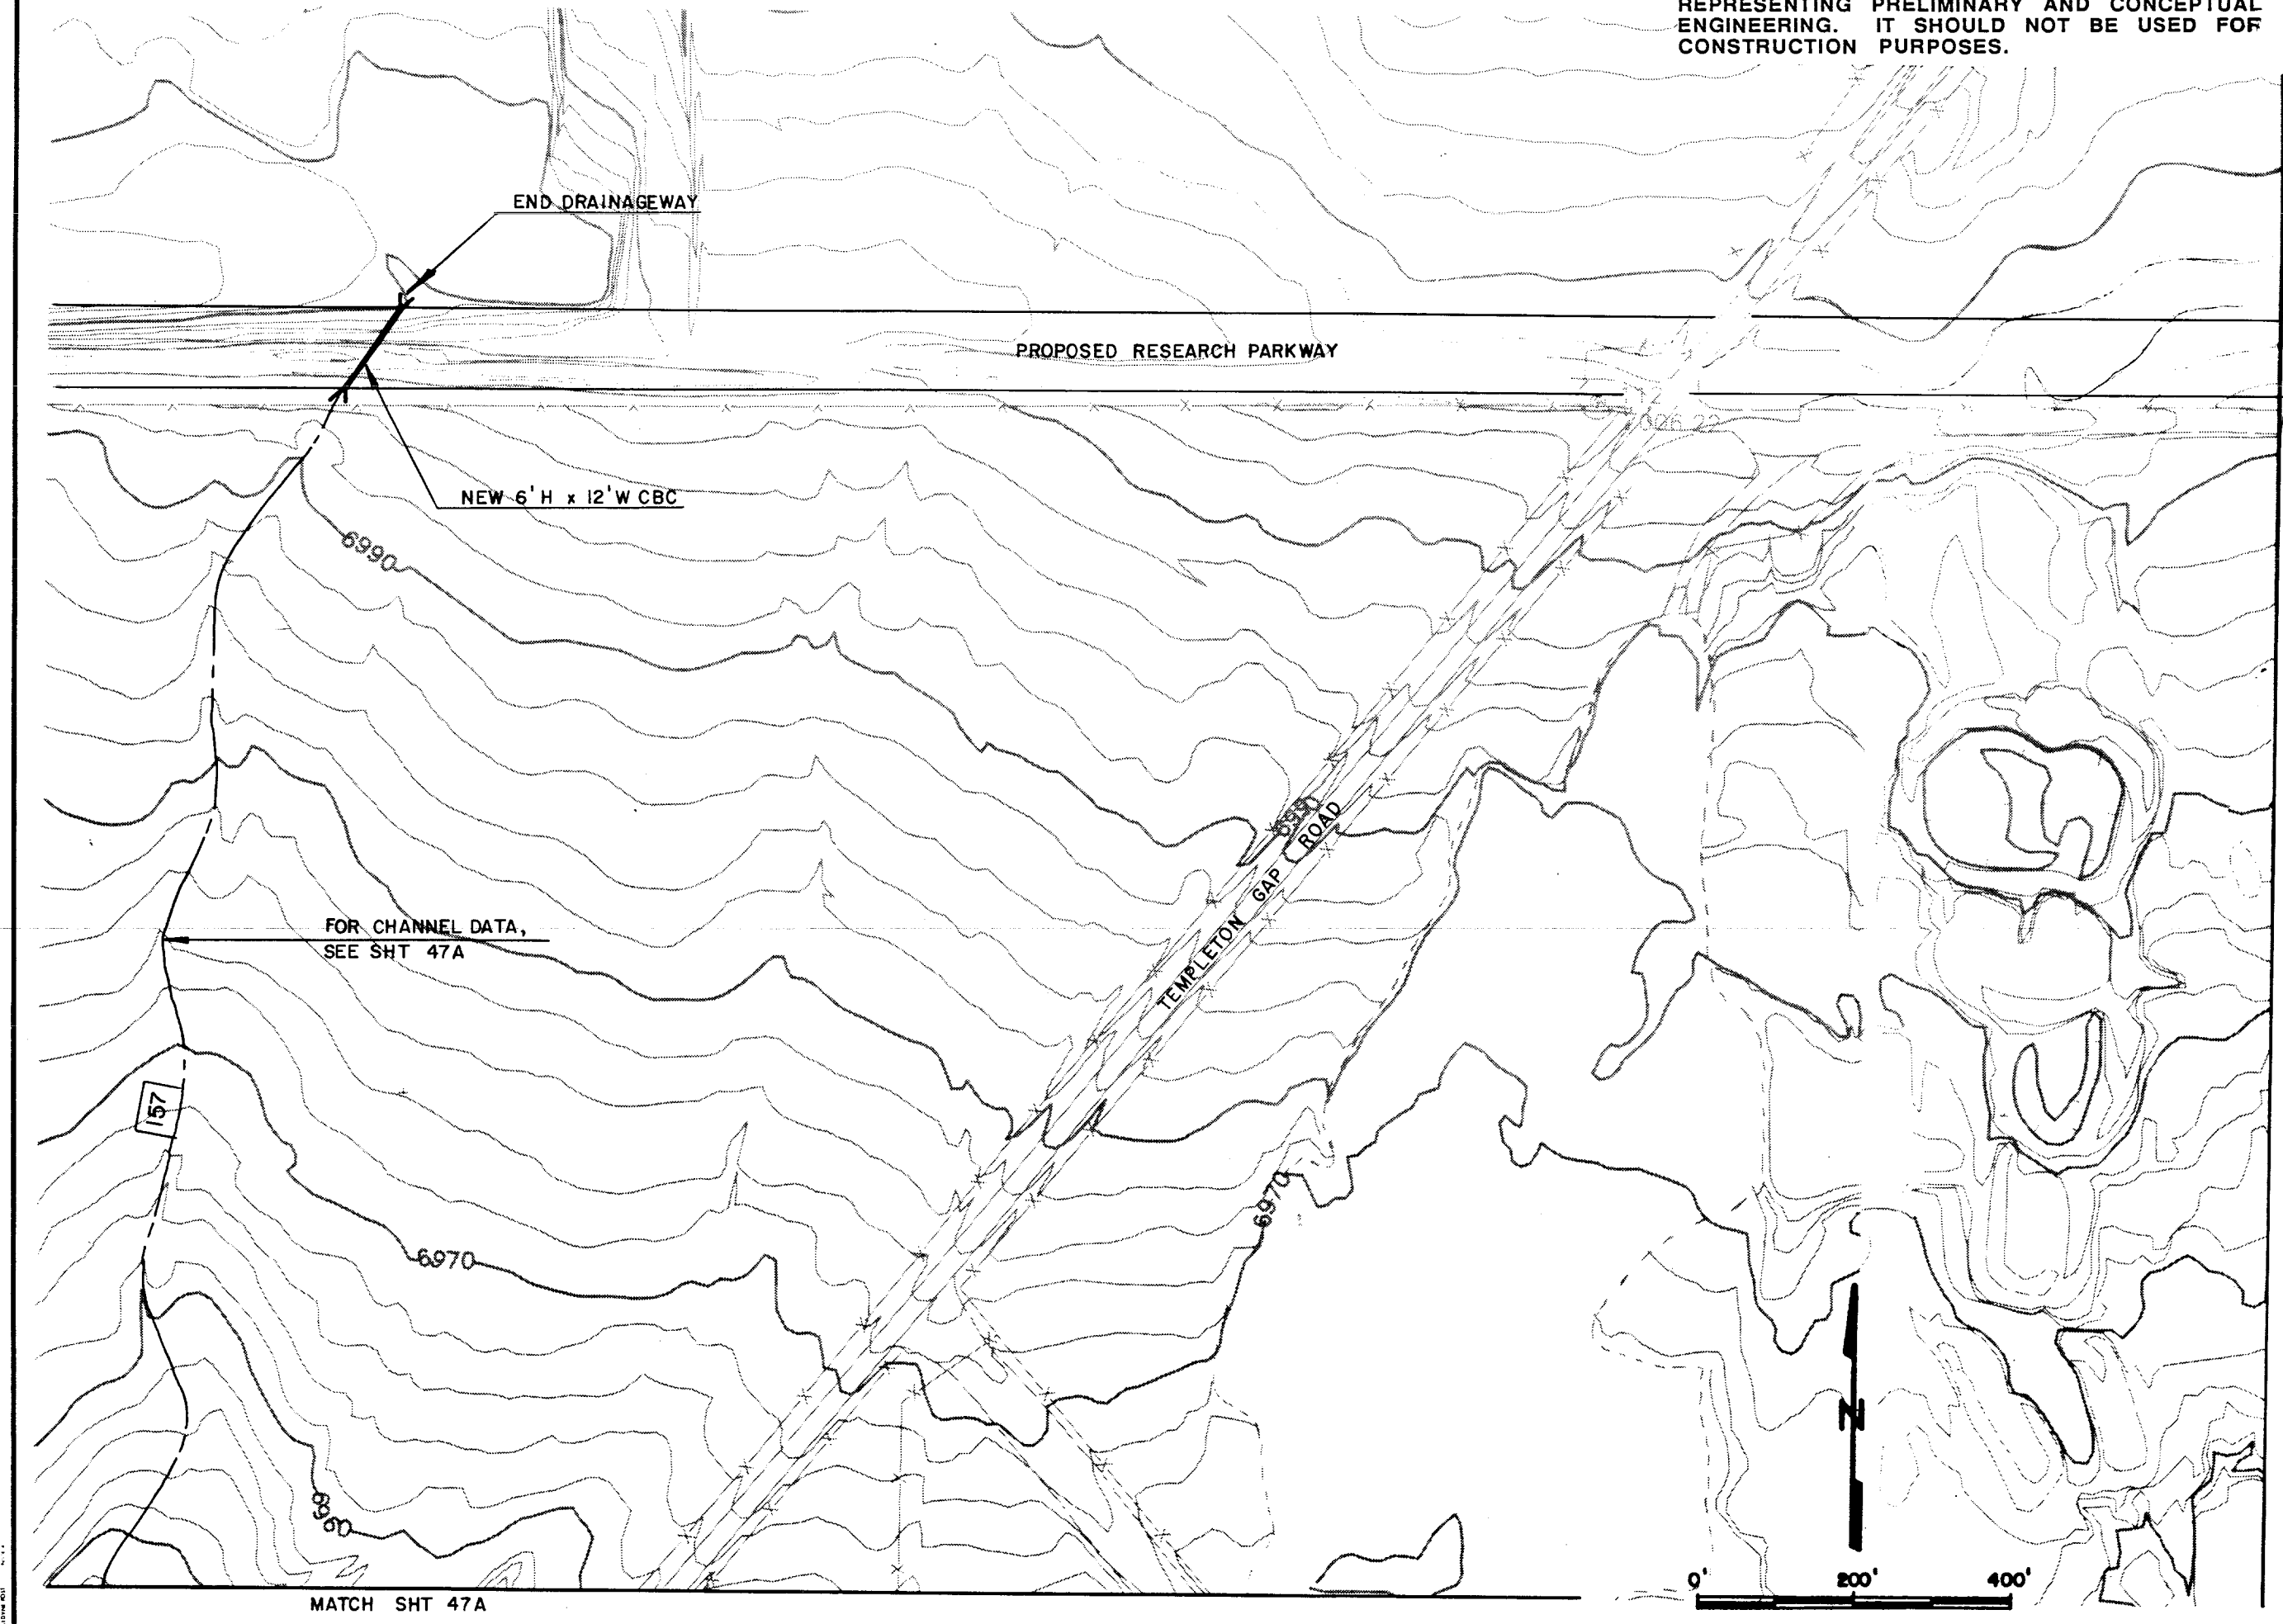 REPRESENTING PRELIMINARY AND CONCEPTUAL
ENGINEERING. IT SHOULD NOT BE USED FOR
CONSTRUCTION PURPOSES.
END DRAINAGEWAY
PROPOSED RESEARCH PARKWAY
NEW 6'H x 12'W CBC
6990
6990
TEMPLETON GAP ROAD
FOR CHANNEL DATA,
SEE SHT 47A
157
6970
6970
N
6960
0' 200' 400'
MATCH SHT 47A